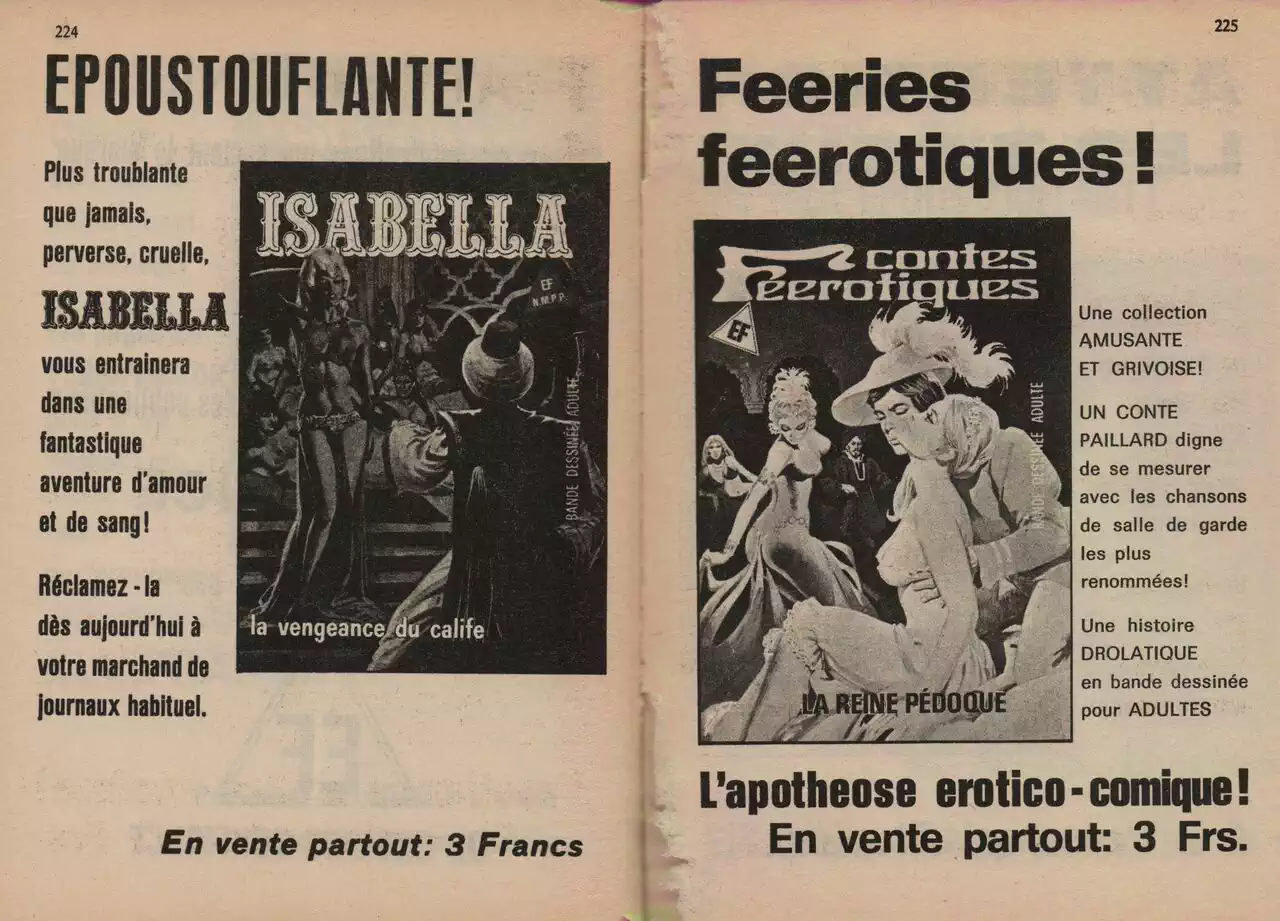 224
EPOUSTOUFLANTE!
Plus troublante
que jamais,
perverse, cruelle,
ISABELLA
vous entrainera
dans une
fantastique
aventure d'amour
et de sang!
Réclamez-la
dès aujourd'hui à
votre marchand de
journaux habituel.
ISABELLA
EF
N.M.P.P.
BANDE DESSINÉE ADULTE
la vengeance du calife
En vente partout: 3 Francs
225
Feeries
feerotiques!
contes
Féerotiques
EF
BANDE DESSINÉE ADULTE
LA REINE PÉDOQUE
Une collection
AMUSANTE
ET GRIVOISE!
UN CONTE
PAILLARD digne
de se mesurer
avec les chansons
de salle de garde
les plus
renommées!
Une histoire
DROLATIQUE
en bande dessinée
pour ADULTES
L'apotheose erotico-comique!
En vente partout: 3 Frs.